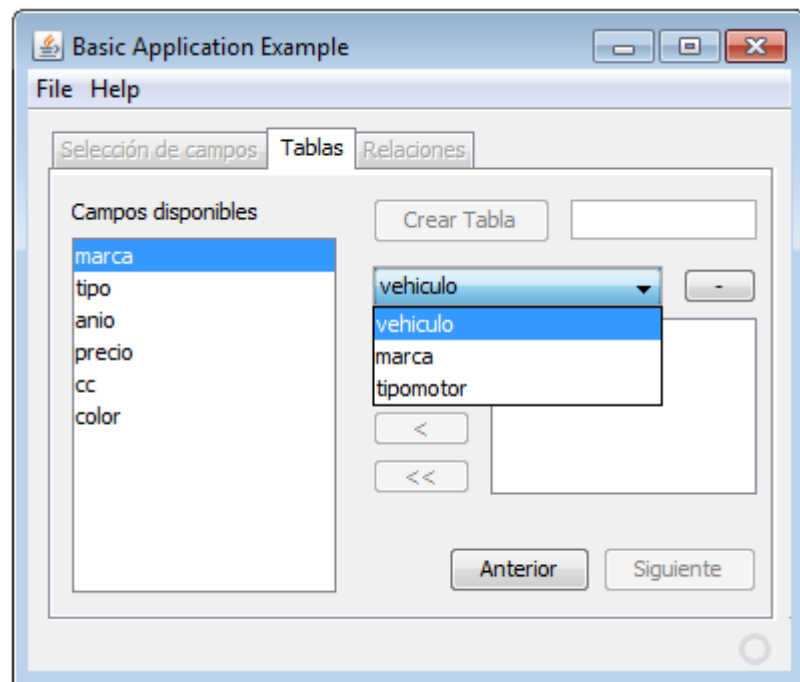 Basic Application Example
File Help
Selección de campos Tablas Relaciones
Campos disponibles
Crear Tabla
marca
tipo
anio
precio
cc
color
vehiculo
-
vehiculo
marca
tipomotor
<
<<
Anterior Siguiente